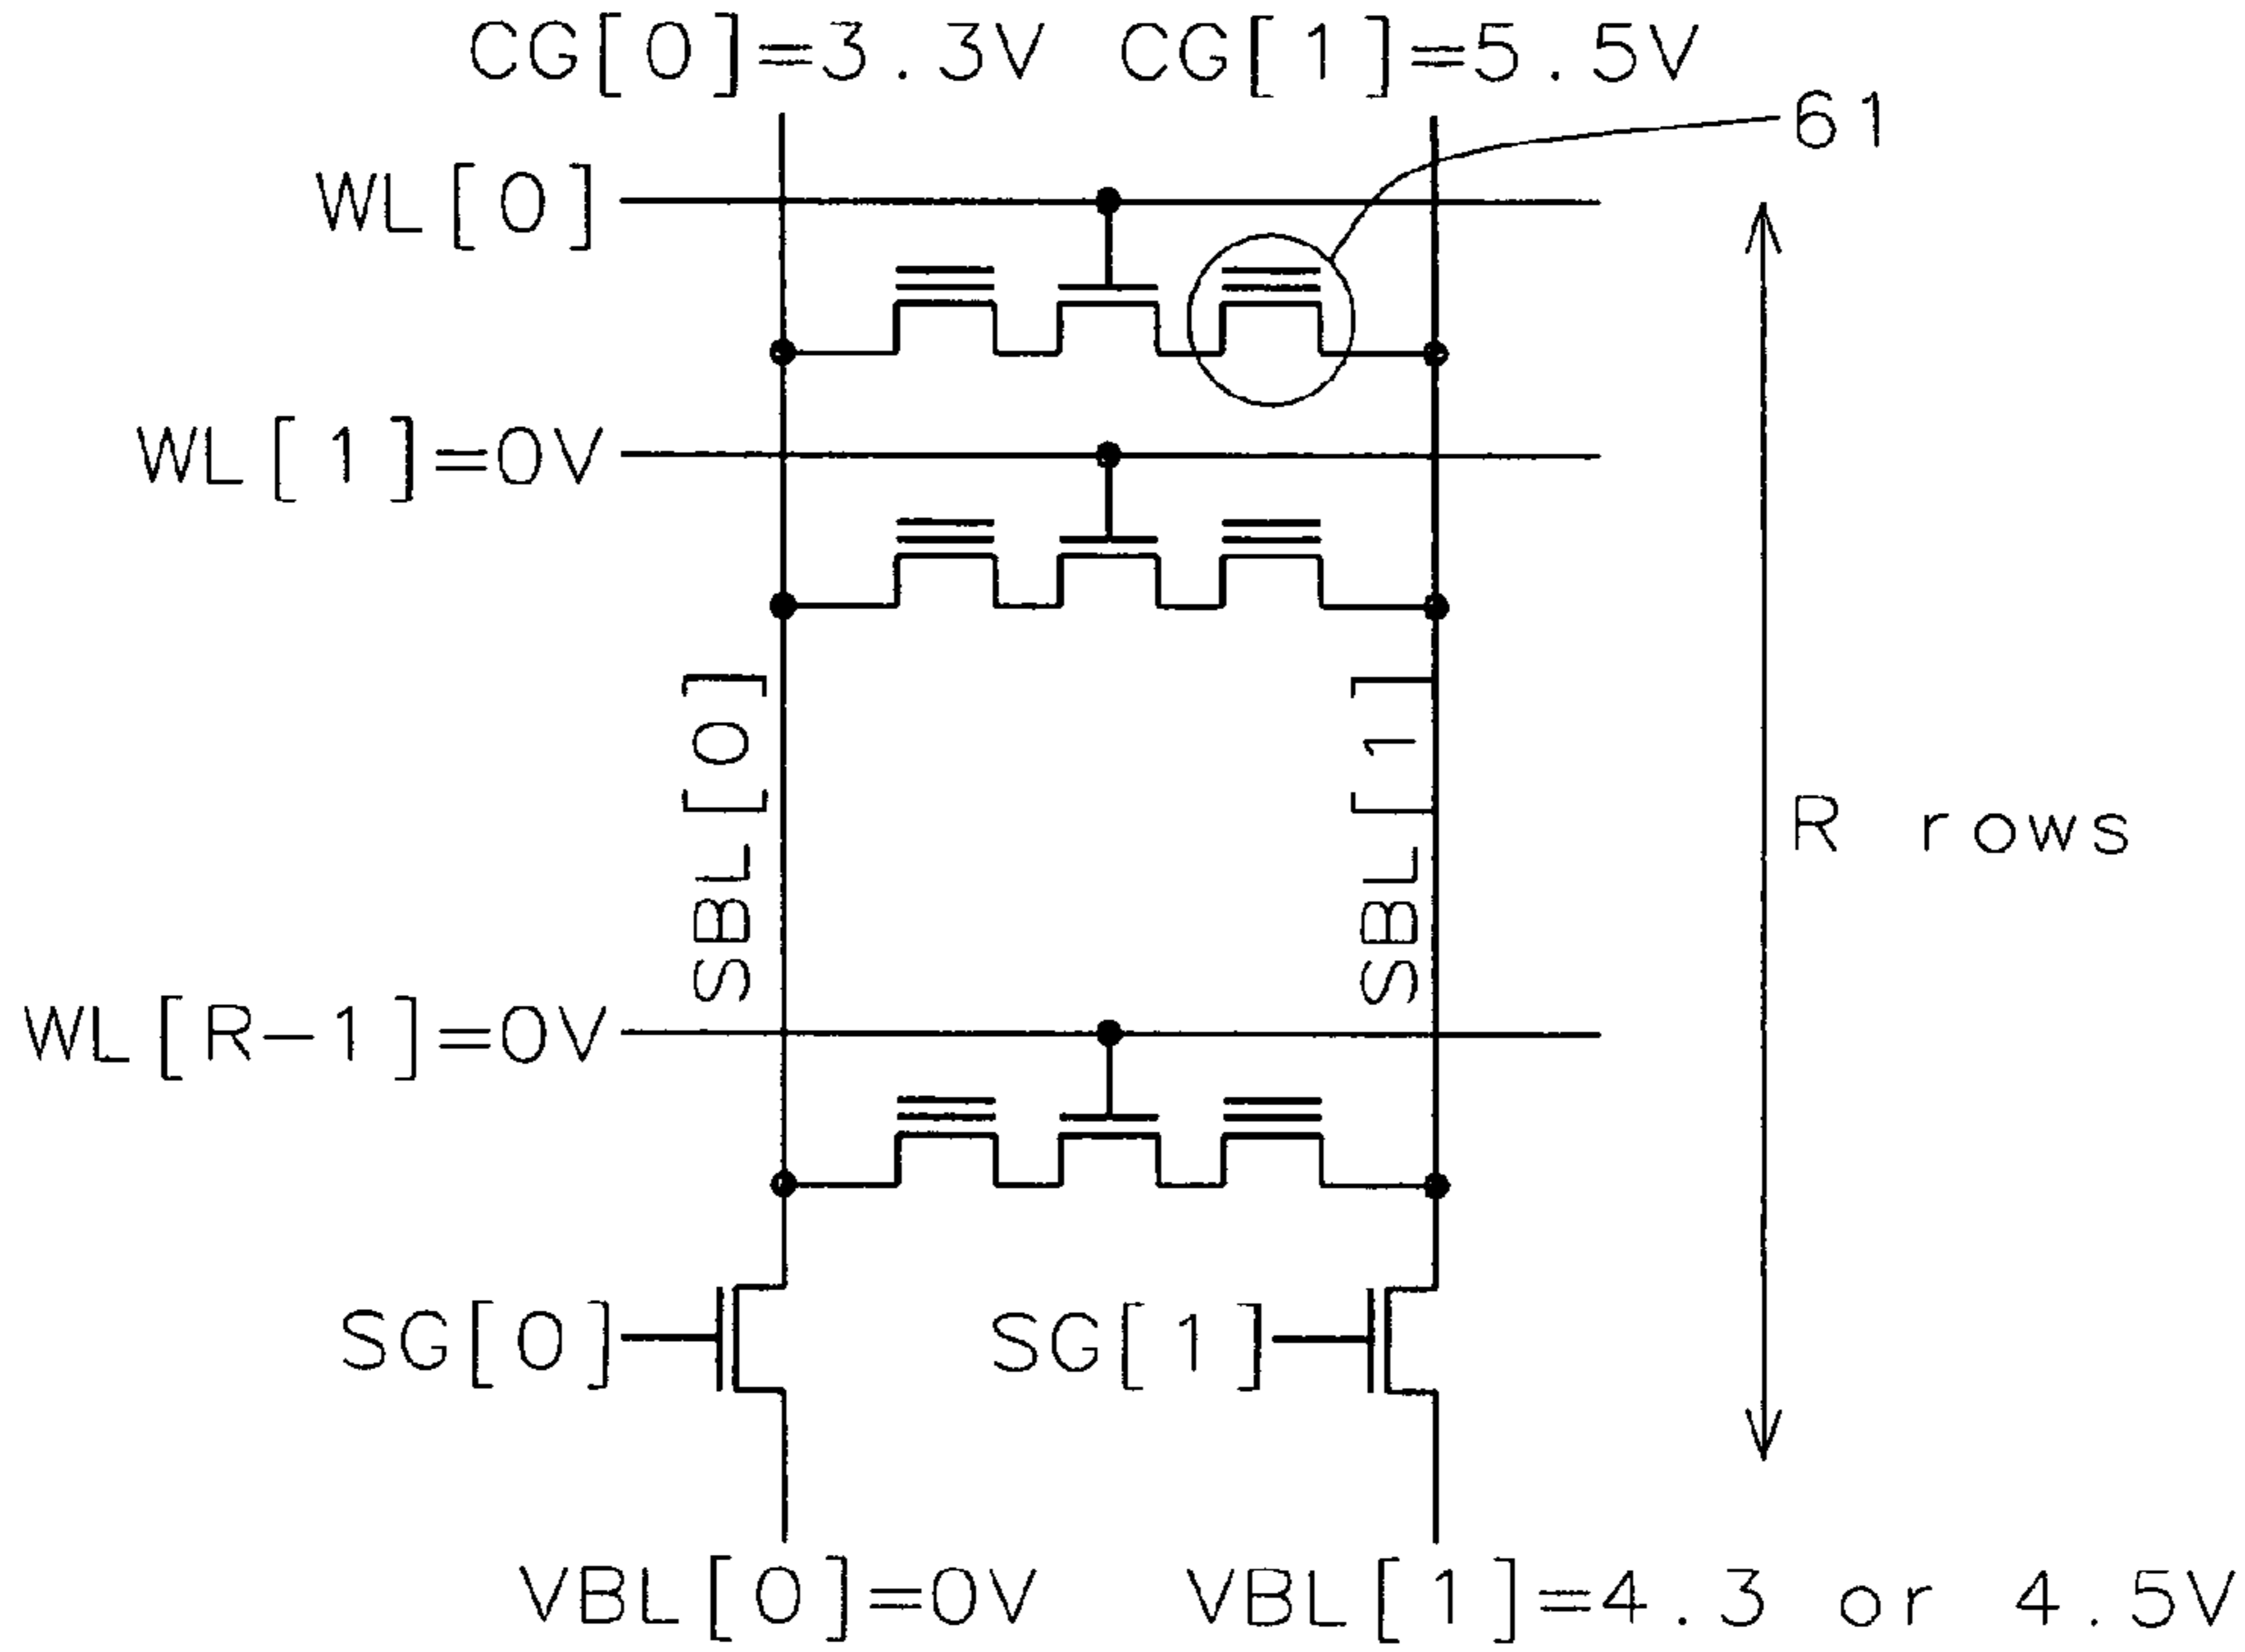 CG[0]=3.3V CG[1]=5.5V
61
WL[0]
WL[1]=0V
SBL[0]
SBL[1]
R rows
WL[R-1]=0V
SG[0]
SG[1]
VBL[0]=0V VBL[1]=4.3 or 4.5V